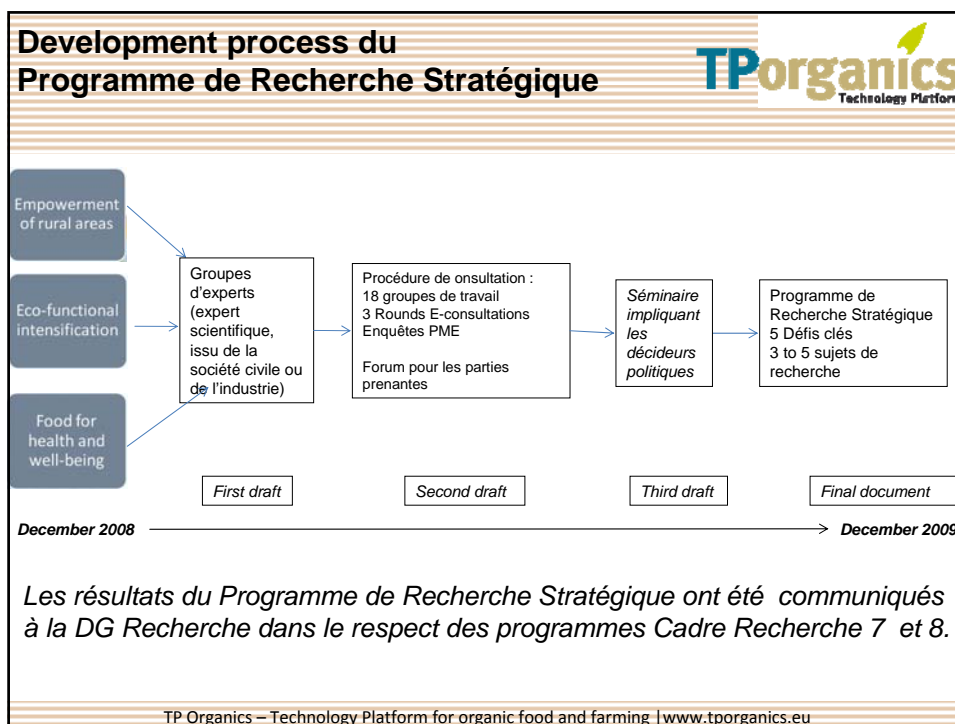 Development process du
Programme de Recherche Stratégique
TPorganics
Technology Platform
Empowerment
of rural areas
Eco-functional
intensification
Food for
health and
well-being
Groupes
d'experts
(expert
scientifique,
issu de la
société civile ou
de l'industrie)
Procédure de onsultation :
18 groupes de travail
3 Rounds E-consultations
Enquêtes PME
Forum pour les parties
prenantes
Séminaire
impliquant
les
décideurs
politiques
Programme de
Recherche Stratégique
5 Défis clés
3 to 5 sujets de
recherche
First draft
Second draft
Third draft
Final document
December 2008
December 2009
Les résultats du Programme de Recherche Stratégique ont été communiqués
à la DG Recherche dans le respect des programmes Cadre Recherche 7 et 8.
TP Organics – Technology Platform for organic food and farming |www.tporganics.eu